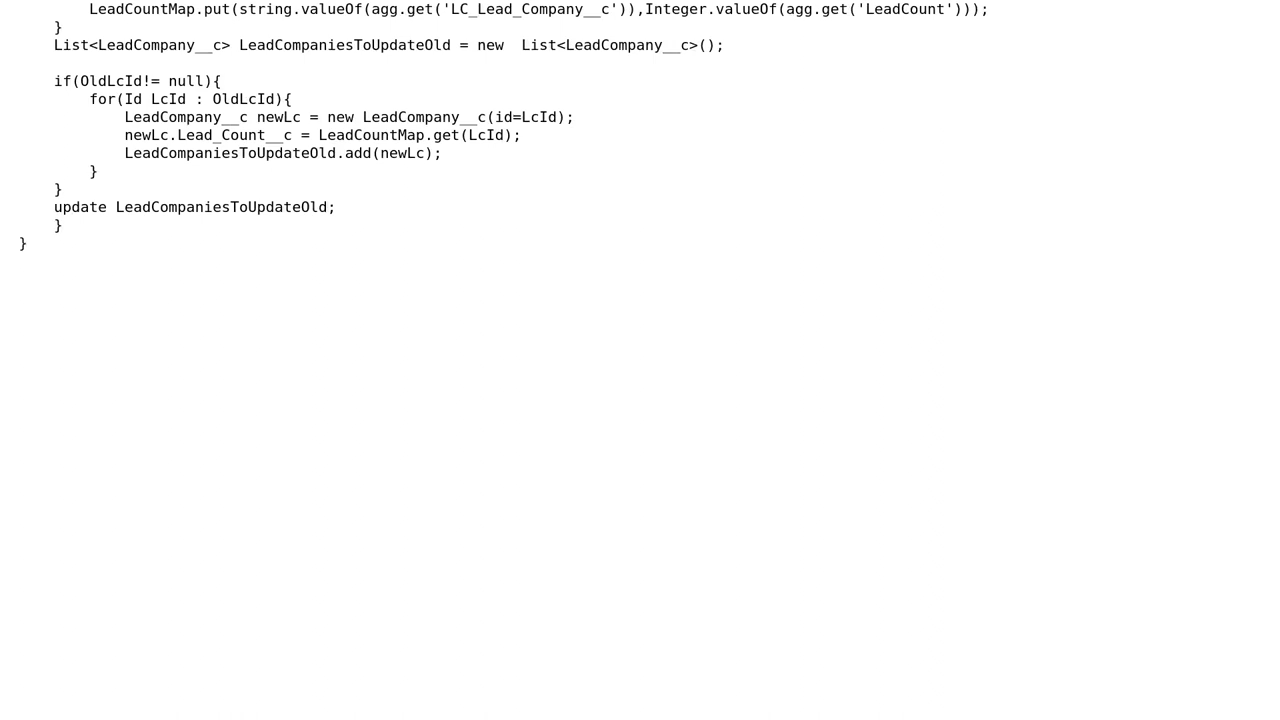 LeadCountMap.put(string.valueOf(agg.get('LC_Lead_Company__c')),Integer.valueOf(agg.get('LeadCount')));
}
List<LeadCompany__c> LeadCompaniesToUpdateOld = new  List<LeadCompany__c>();
if(OldLcId!= null){
for(Id LcId : OldLcId){
LeadCompany__c newLc = new LeadCompany__c(id=LcId);
newLc.Lead_Count__c = LeadCountMap.get(LcId);
LeadCompaniesToUpdateOld.add(newLc);
}
}
update LeadCompaniesToUpdateOld;
}
}